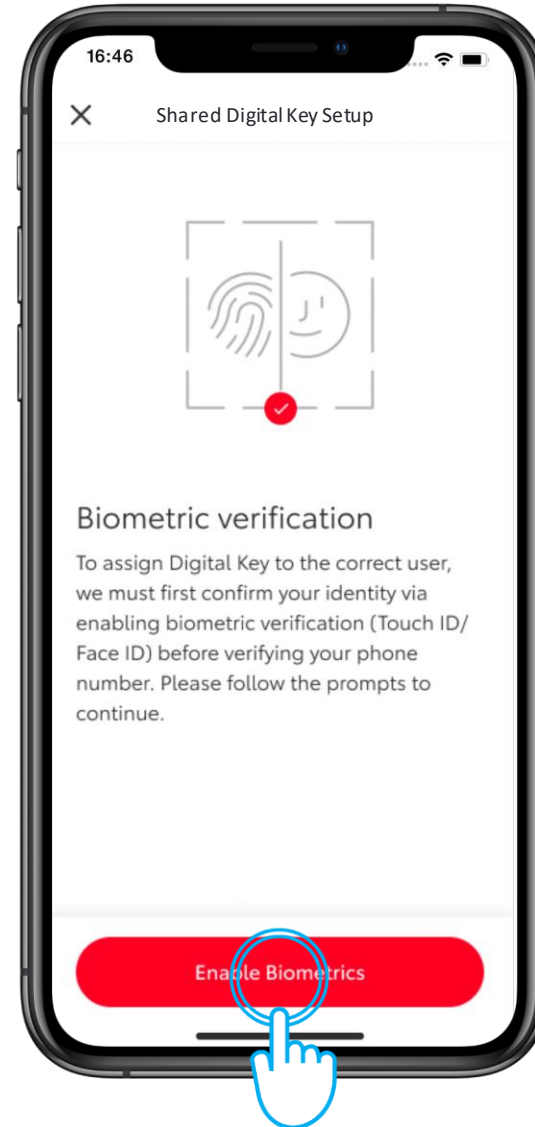 16:46
Shared Digital Key Setup
Biometric verification
To assign Digital Key to the correct user,
we must first confirm your identity via
enabling biometric verification (Touch ID/
Face ID) before verifying your phone
number. Please follow the prompts to
continue.
Enable Biometrics